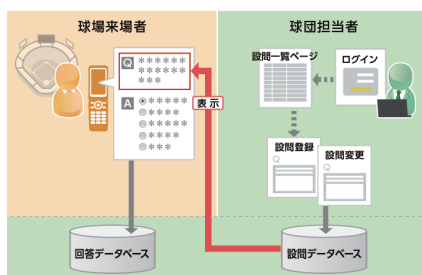 球場来場者
球団担当者
Q
******
******
***
A
*****
****
*****
****
***
表示
設問一覧ページ
ログイン
設問登録
Q
設問変更
Q
回答データベース
設問データベース